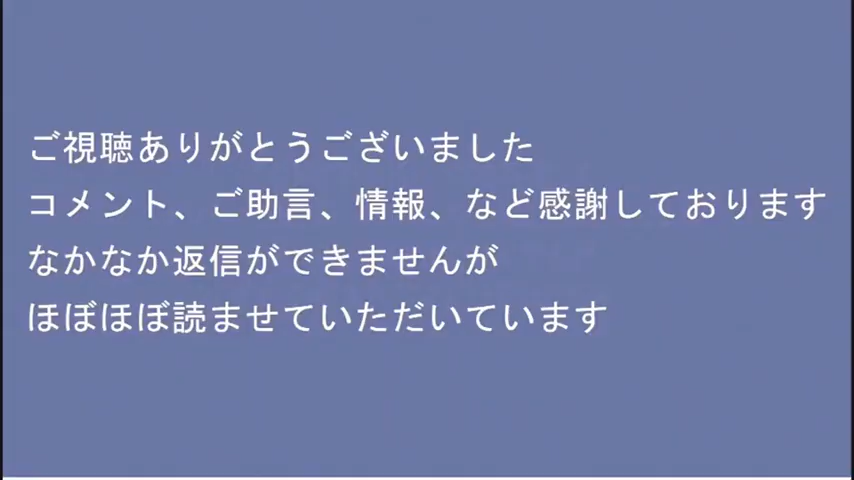 ご視聴ありがとうございました
コメント、ご助言、情報、など感謝しております
なかなか返信ができませんが
ほぼほぼ読ませていただいています